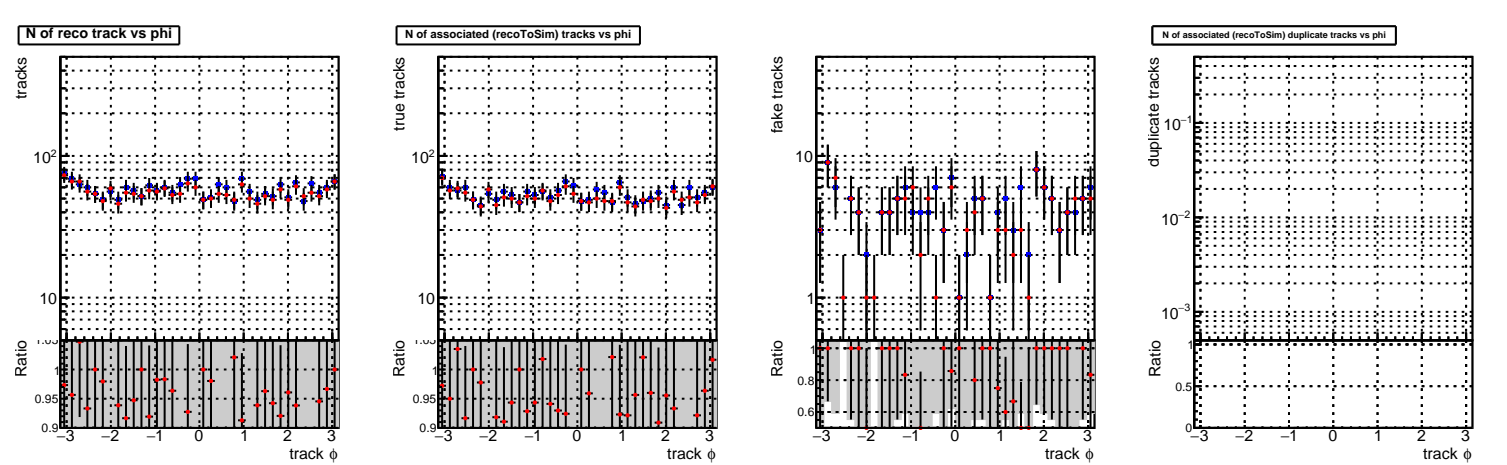 N of reco track vs phi
tracks
10²
10
Ratio
1.05
1
0.95
0.9
−3 −2 −1 0 1 2 3
track ϕ
N of associated (recoToSim) tracks vs phi
true tracks
10²
10
Ratio
1.05
1
0.95
0.9
−3 −2 −1 0 1 2 3
track ϕ
fake tracks
10
1
Ratio
1
0.8
0.6
−3 −2 −1 0 1 2 3
track ϕ
N of associated (recoToSim) duplicate tracks vs phi
duplicate tracks
10⁻¹
10⁻²
10⁻³
Ratio
1
0.5
0
−3 −2 −1 0 1 2 3
track ϕ